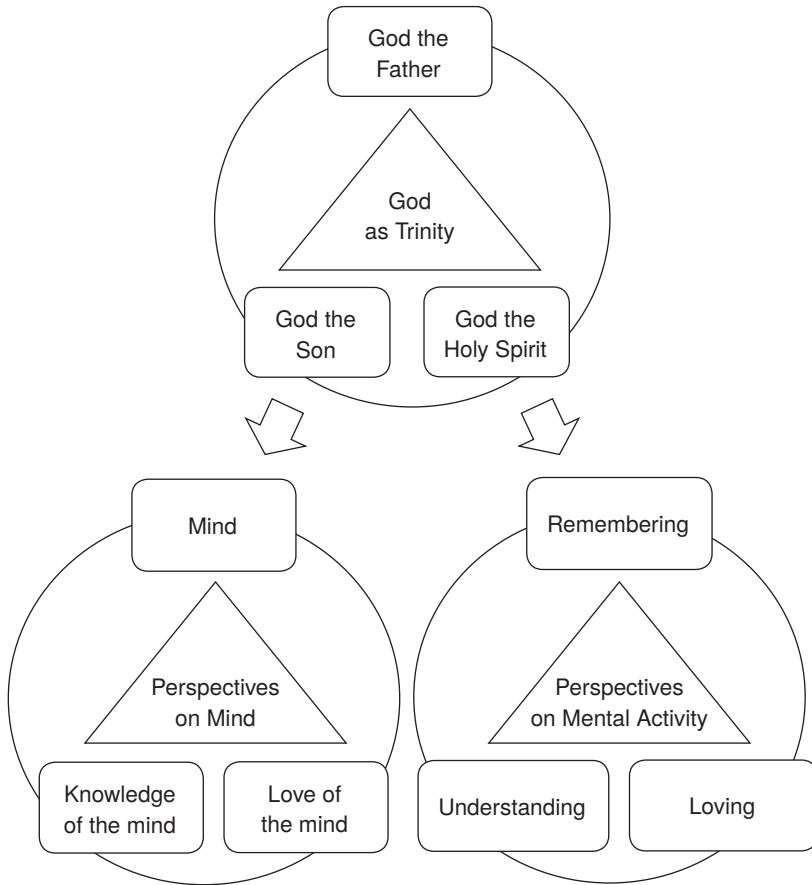 God the
Father
God
as Trinity
God the
Son
God the
Holy Spirit
Mind
Perspectives
on Mind
Knowledge
of the mind
Love of
the mind
Remembering
Perspectives
on Mental Activity
Understanding
Loving